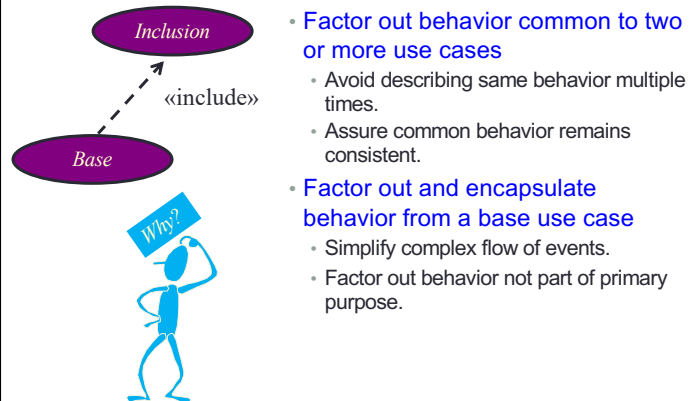 Inclusion
«include»
Base
Why?
• Factor out behavior common to two
or more use cases
• Avoid describing same behavior multiple
times.
• Assure common behavior remains
consistent.
• Factor out and encapsulate
behavior from a base use case
• Simplify complex flow of events.
• Factor out behavior not part of primary
purpose.